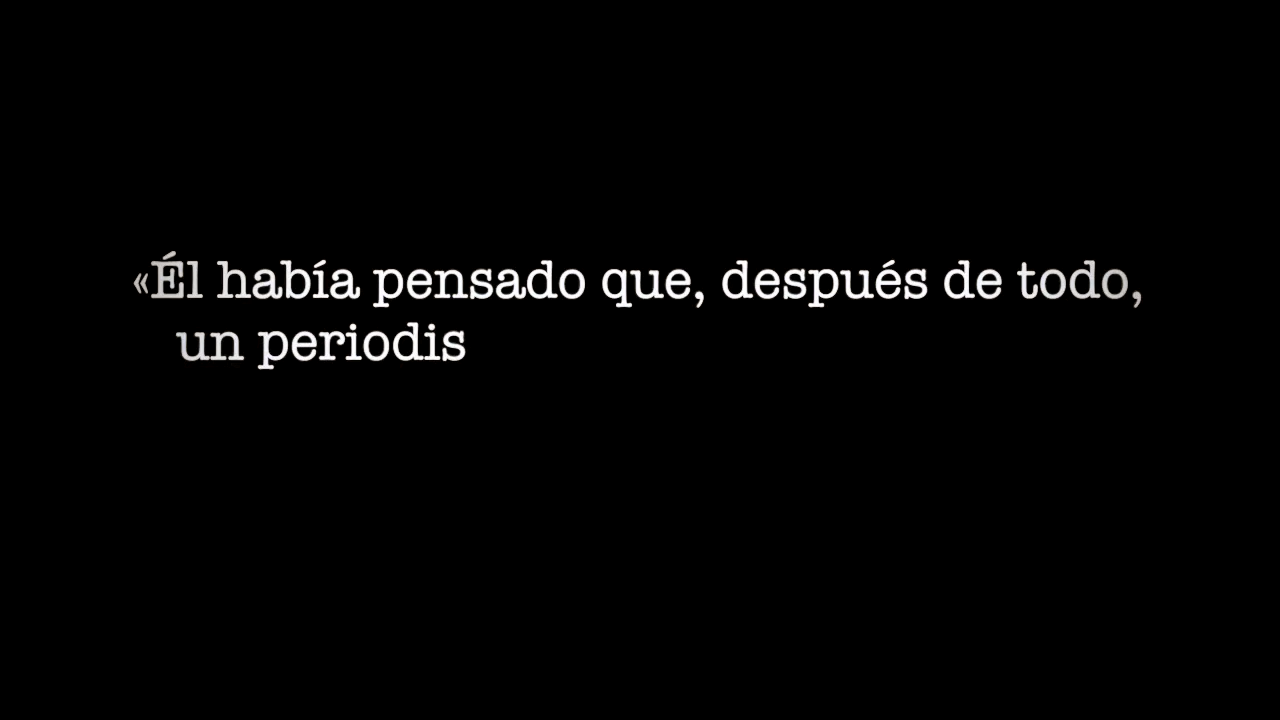 «Él había pensado que, después de todo,
un periodis